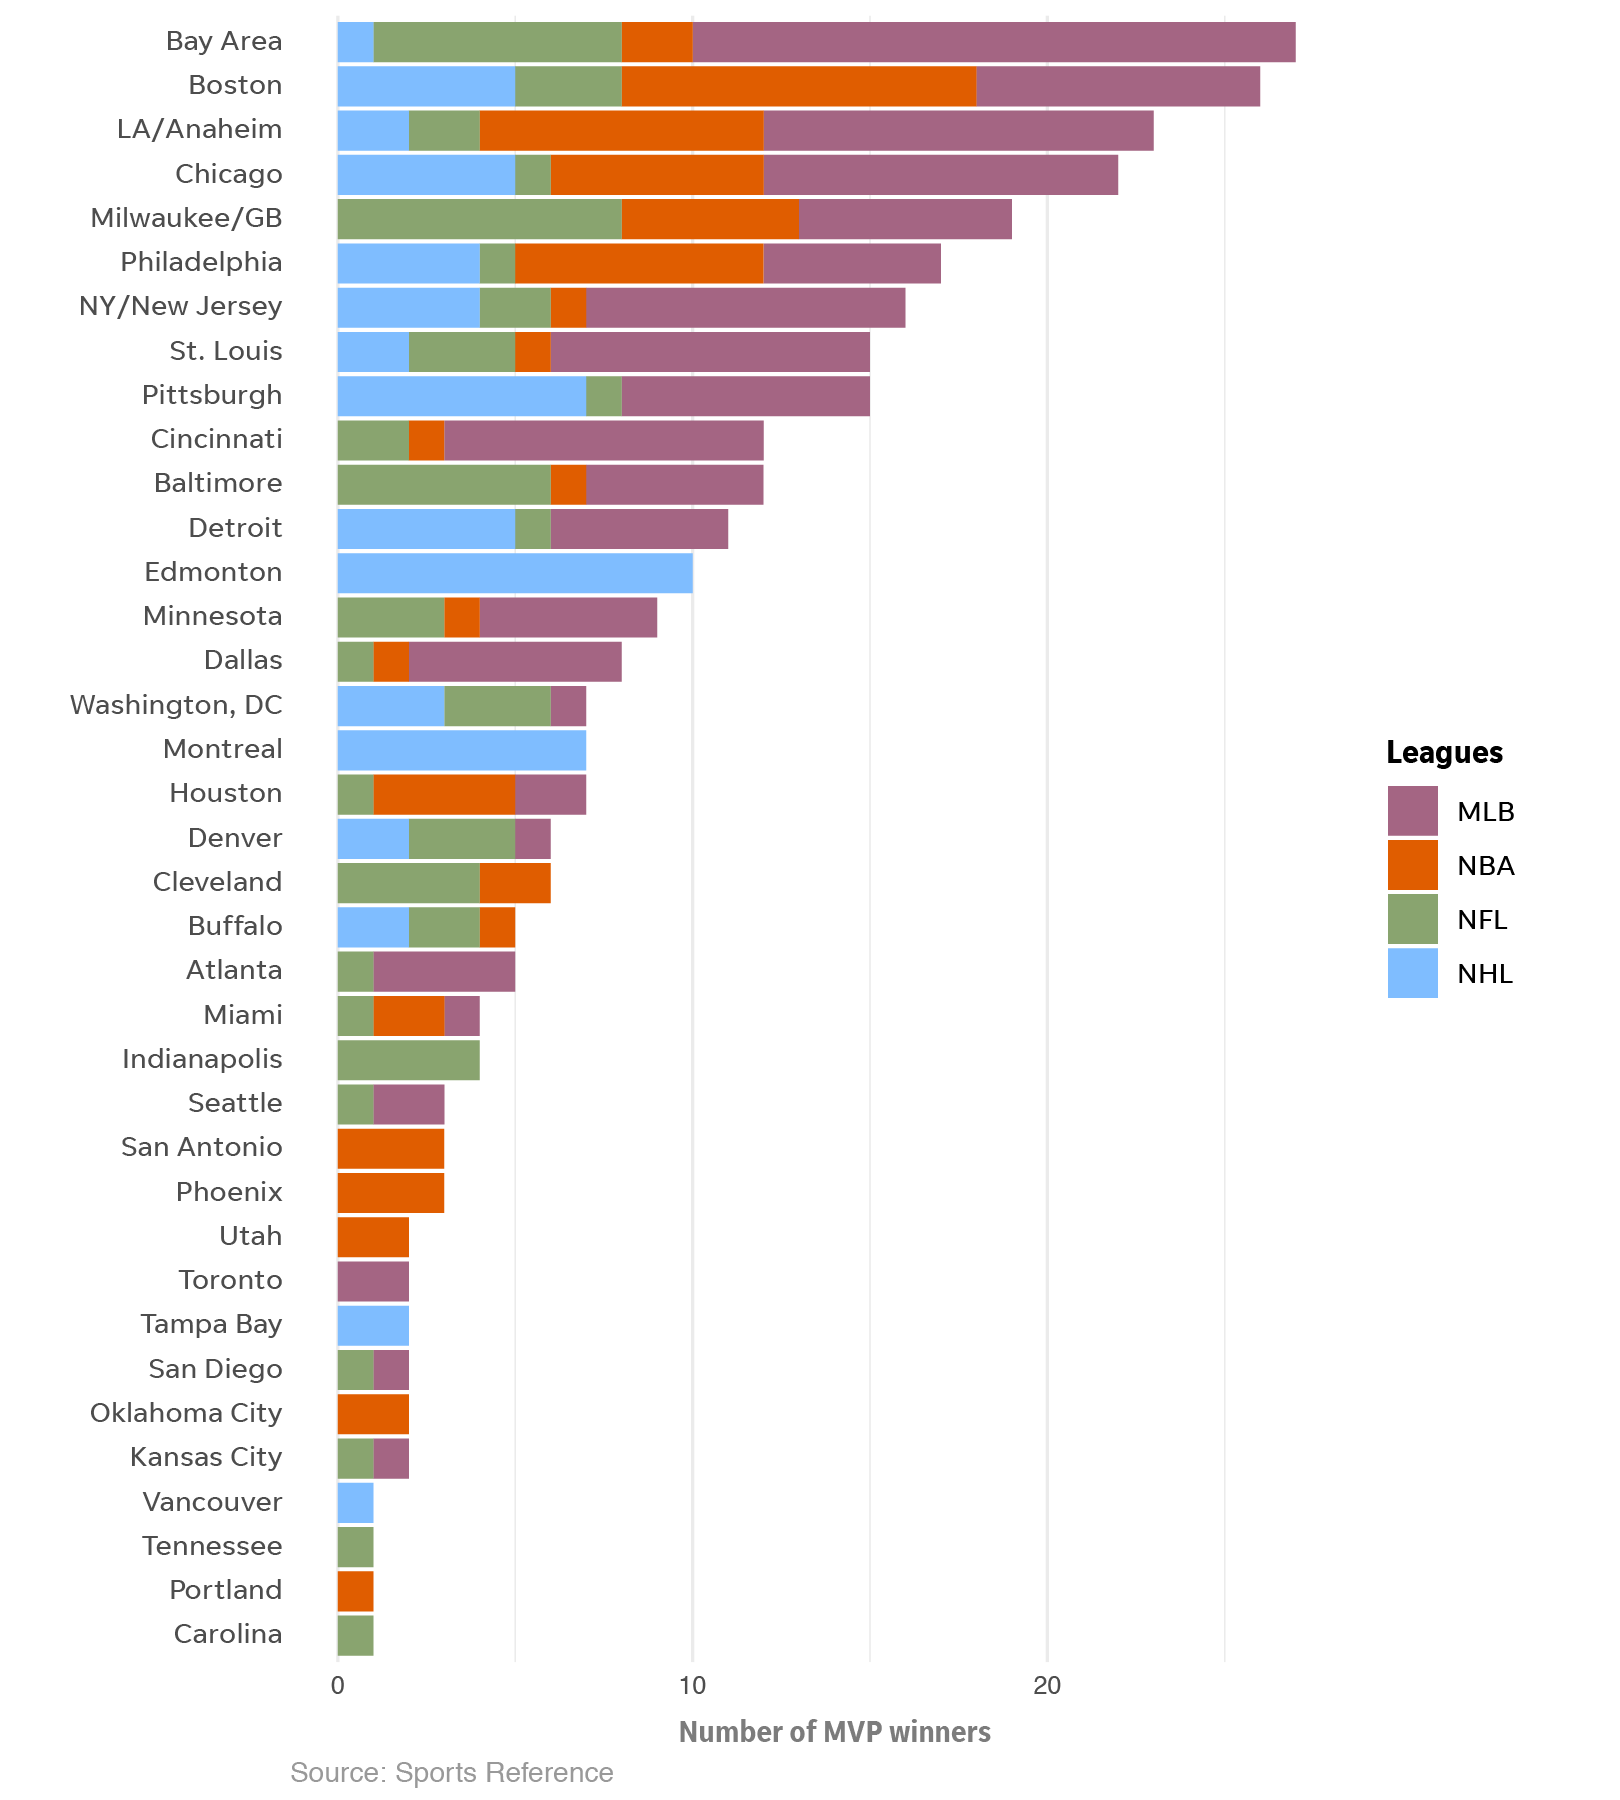 Bay Area
Boston
LA/Anaheim
Chicago
Milwaukee/GB
Philadelphia
NY/New Jersey
St. Louis
Pittsburgh
Cincinnati
Baltimore
Detroit
Edmonton
Minnesota
Dallas
Washington, DC
Montreal
Houston
Denver
Cleveland
Buffalo
Atlanta
Miami
Indianapolis
Seattle
San Antonio
Phoenix
Utah
Toronto
Tampa Bay
San Diego
Oklahoma City
Kansas City
Vancouver
Tennessee
Portland
Carolina
0 10 20
Number of MVP winners
Source: Sports Reference
Leagues
MLB
NBA
NFL
NHL